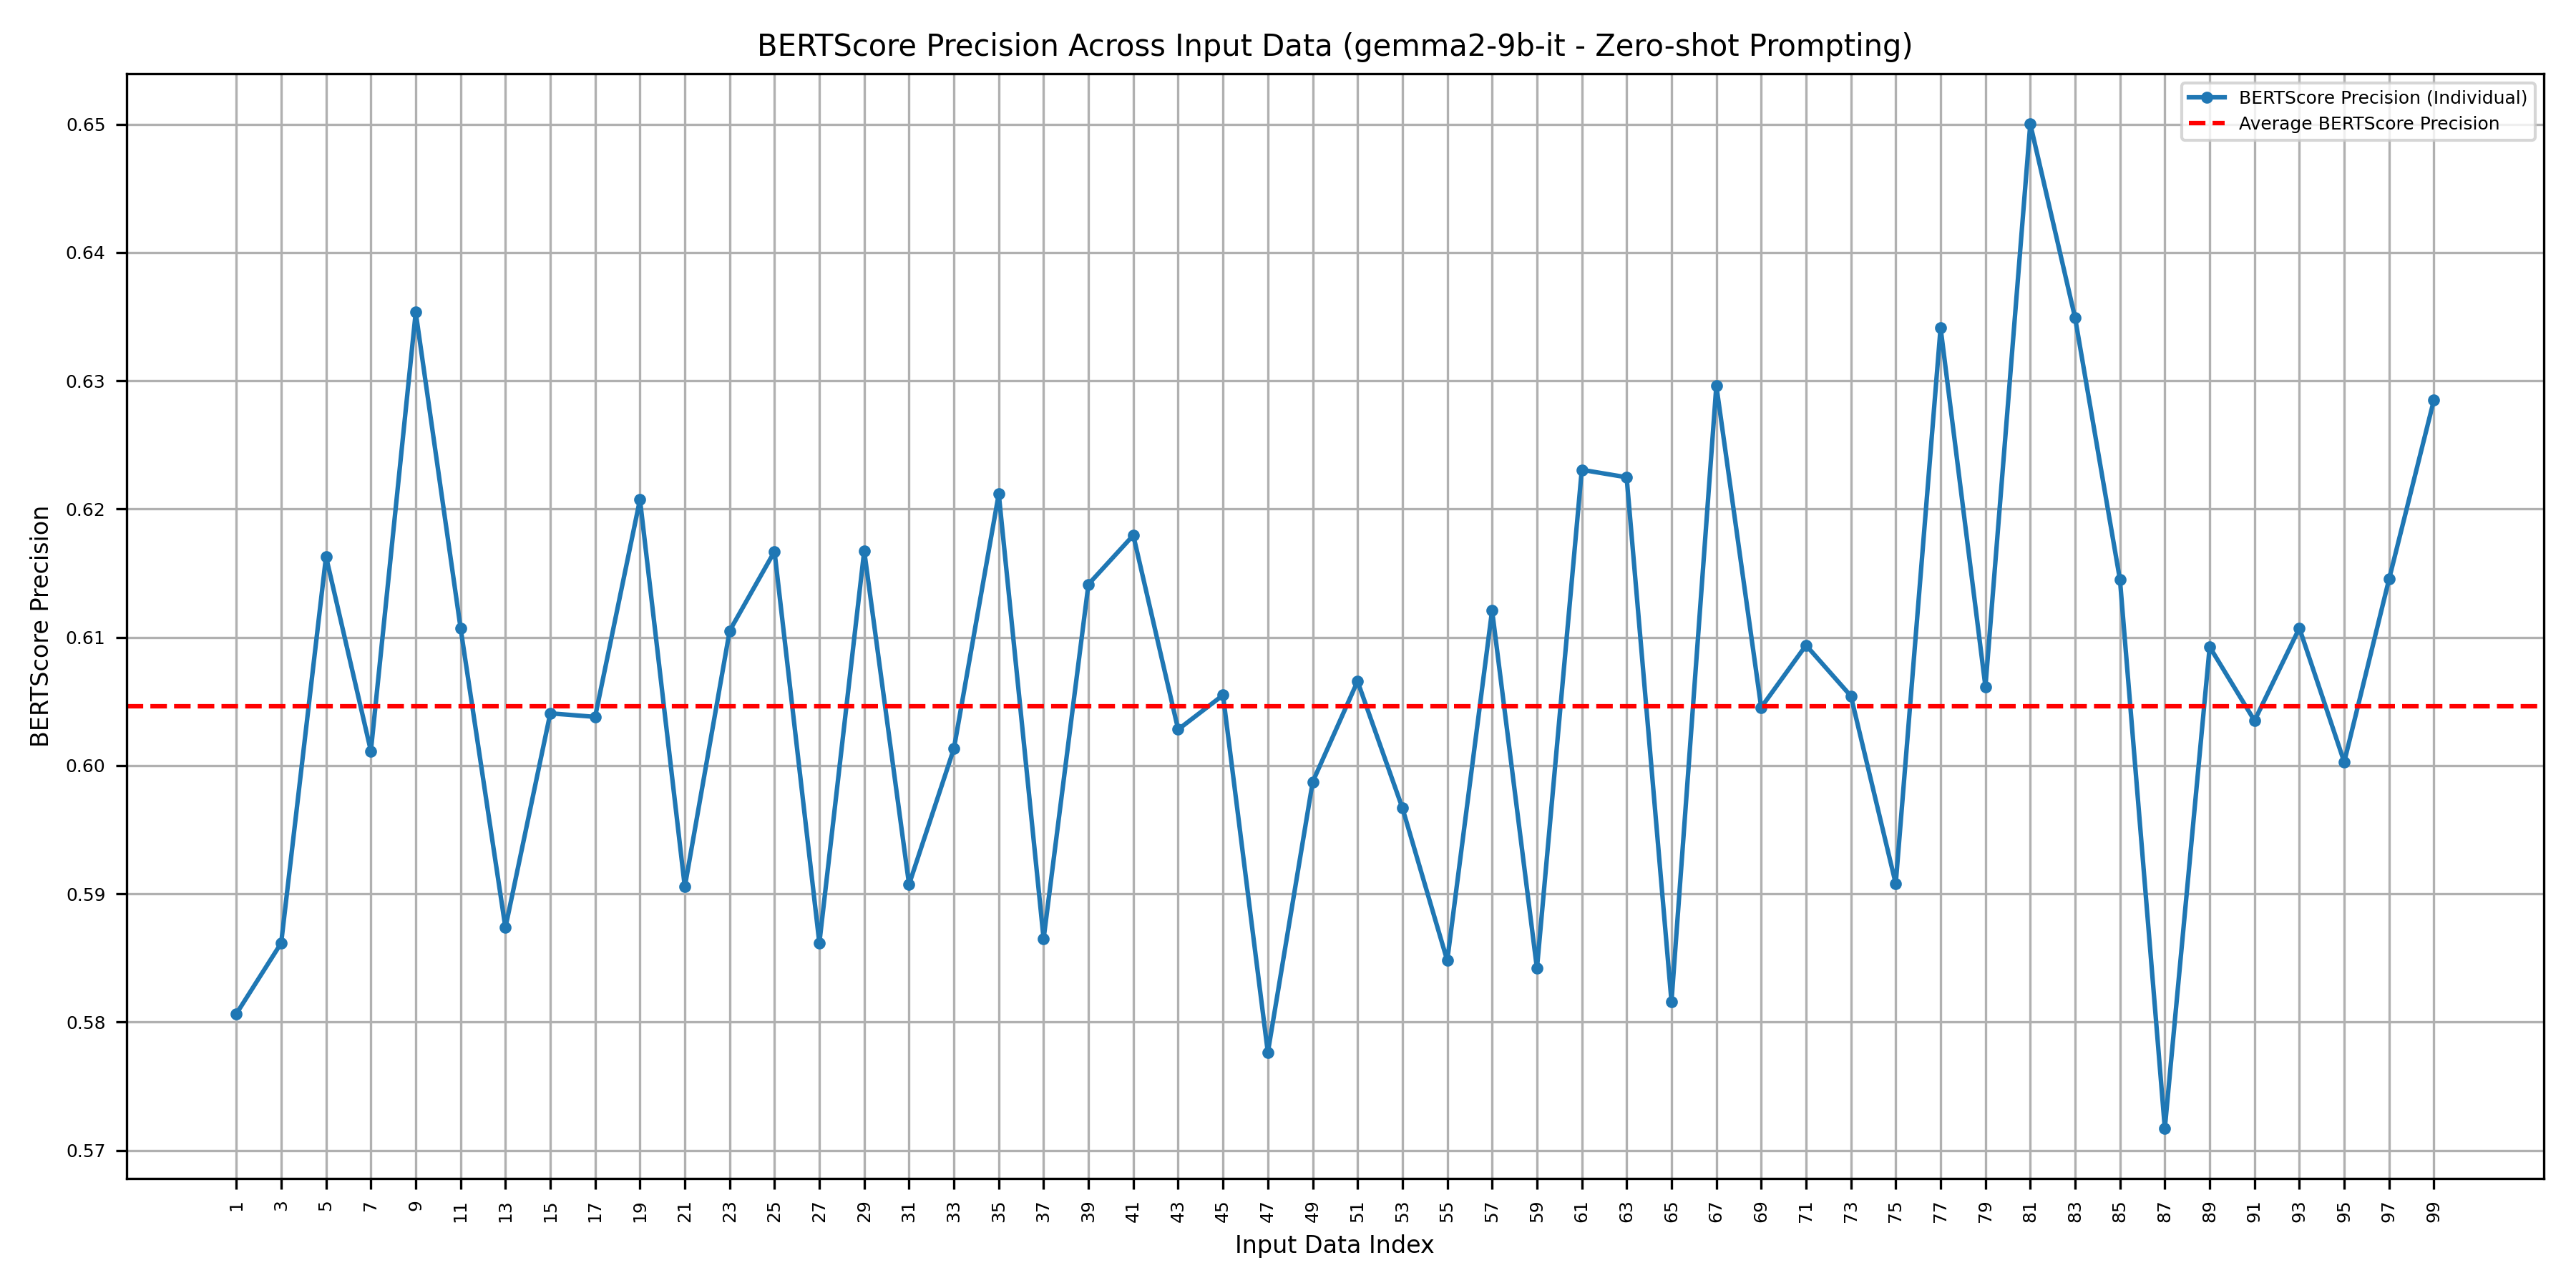 BERTScore Precision Across Input Data (gemma2-9b-it - Zero-shot Prompting)
BERTScore Precision (Individual)
Average BERTScore Precision
BERTScore Precision
0.65
0.64
0.63
0.62
0.61
0.60
0.59
0.58
0.57
1 3 5 7 9 11 13 15 17 19 21 23 25 27 29 31 33 35 37 39 41 43 45 47 49 51 53 55 57 59 61 63 65 67 69 71 73 75 77 79 81 83 85 87 89 91 93 95 97 99
Input Data Index